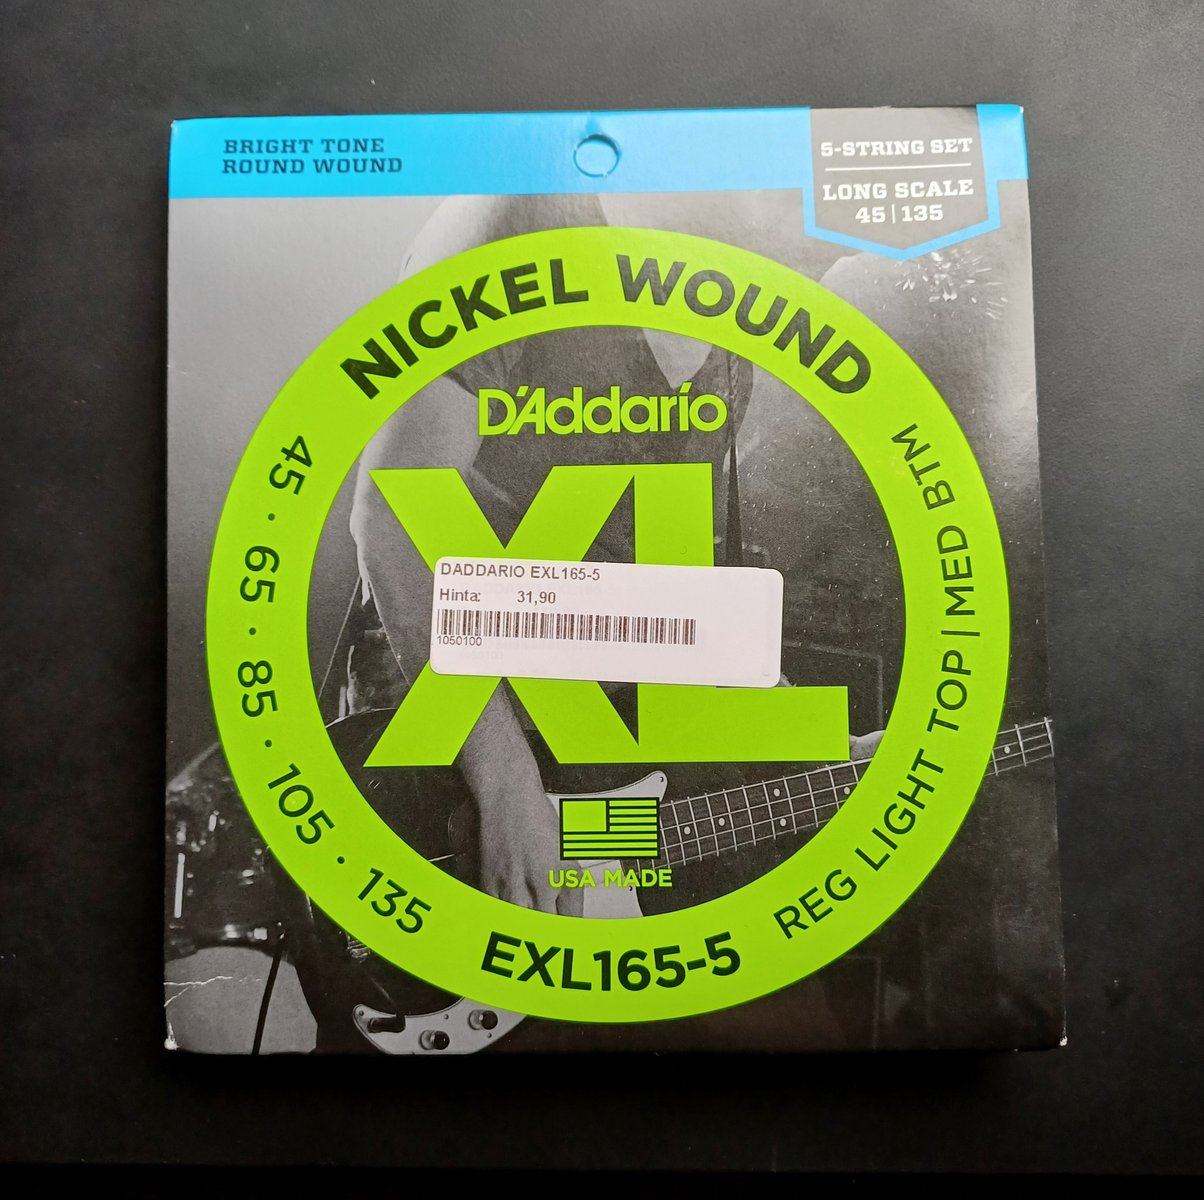 BRIGHT TONE
ROUND WOUND
5-STRING SET
LONG SCALE
45 | 135
NICKEL WOUND
D'Addario
XL
DADDARIO EXL165-5
Hinta: 31,90
1050100
USA MADE
45 · 65 · 85 · 105 · 135
EXL165-5
REG LIGHT TOP | MED BTM